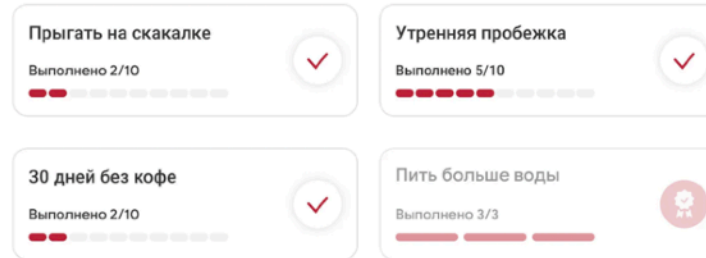 Прыгать на скакалке
Выполнено 2/10
Утренняя пробежка
Выполнено 5/10
30 дней без кофе
Выполнено 2/10
Пить больше воды
Выполнено 3/3